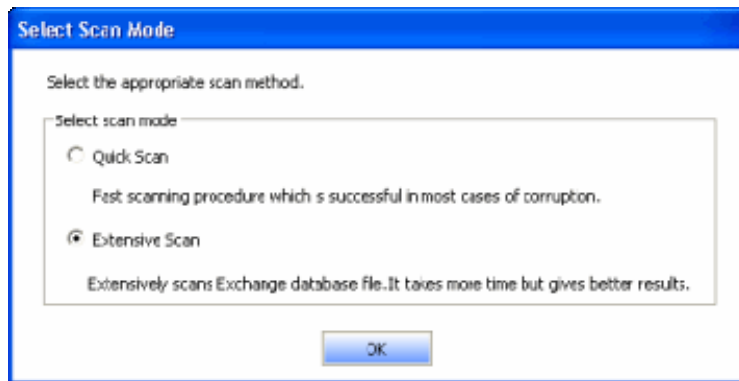 Select Scan Mode
Select the appropriate scan method.
Select scan mode
Quick Scan
Fast scanning procedure which is successful in most cases of corruption.
Extensive Scan
Extensively scans Exchange database file.It takes more time but gives better results.
OK